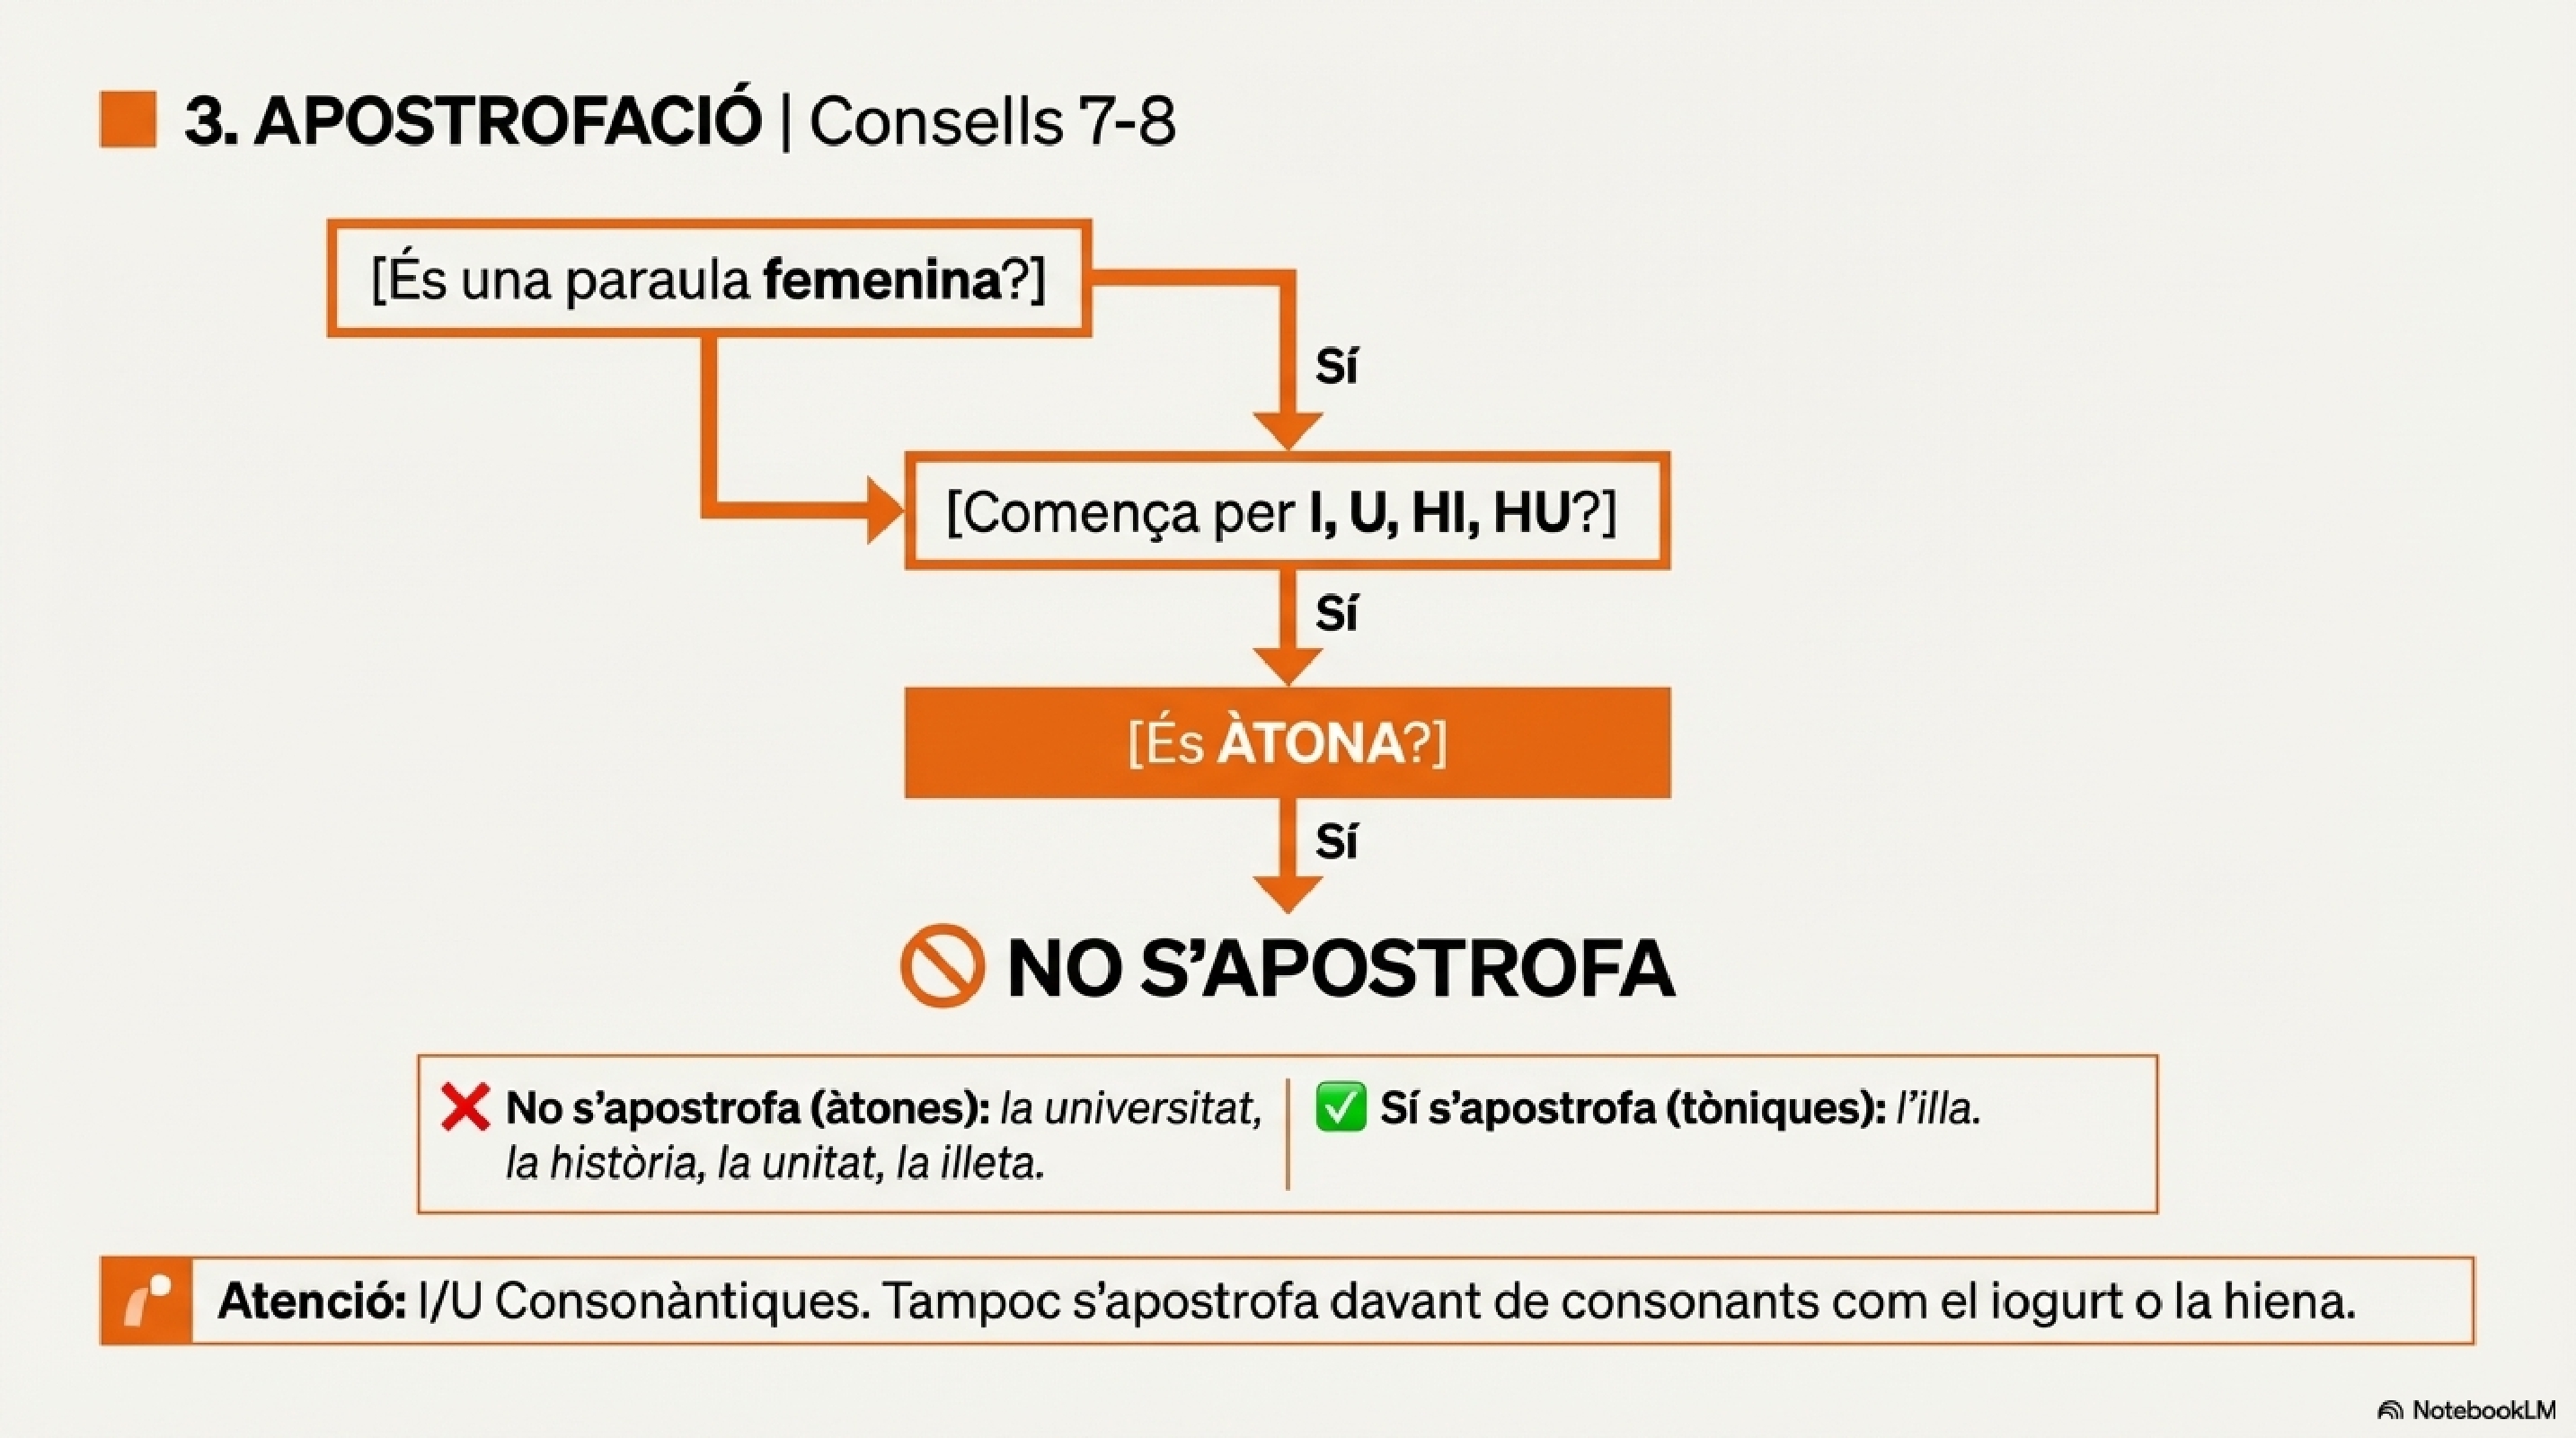 3. APOSTROFACIÓ | Consells 7-8
[És una paraula femenina?]
Sí
[Comença per I, U, HI, HU?]
Sí
[És ÀTONA?]
Sí
NO S’APOSTROFA
No s’apostrofa (àtones): la universitat,
la història, la unitat, la illeta.
Sí s’apostrofa (tòniques): l’illa.
Atenció: I/U Consonàntiques. Tampoc s’apostrofa davant de consonants com el iogurt o la hiena.
NotebookLM